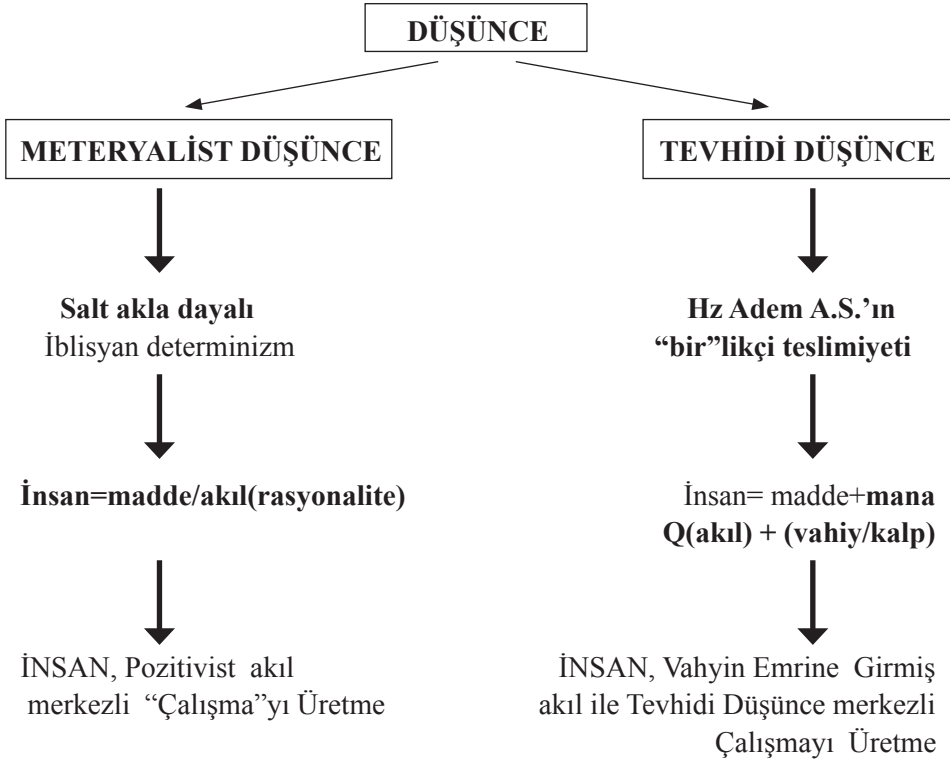 DÜŞÜNCE
METERYALİST DÜŞÜNCE
Salt akla dayalı
İblisyan determinizm
İnsan=madde/akıl(rasyonalite)
İNSAN, Pozitivist akıl
merkezli “Çalışma”yı Üretme
TEVHİDİ DÜŞÜNCE
Hz Adem A.S.’ın
“bir”likçi teslimiyeti
İnsan= madde+mana
Q(akıl) + (vahiy/kalp)
İNSAN, Vahyin Emrine Girmiş
akıl ile Tevhidi Düşünce merkezli
Çalışmayı Üretme